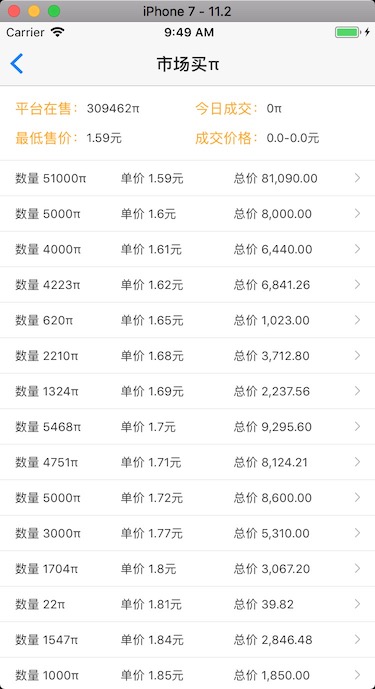 iPhone 7 - 11.2
Carrier 9:49 AM
市场买π
平台在售： 309462π 今日成交： 0π
最低售价： 1.59元 成交价格： 0.0-0.0元
数量 51000π 单价 1.59元 总价 81,090.00
数量 5000π 单价 1.6元 总价 8,000.00
数量 4000π 单价 1.61元 总价 6,440.00
数量 4223π 单价 1.62元 总价 6,841.26
数量 620π 单价 1.65元 总价 1,023.00
数量 2210π 单价 1.68元 总价 3,712.80
数量 1324π 单价 1.69元 总价 2,237.56
数量 5468π 单价 1.7元 总价 9,295.60
数量 4751π 单价 1.71元 总价 8,124.21
数量 5000π 单价 1.72元 总价 8,600.00
数量 3000π 单价 1.77元 总价 5,310.00
数量 1704π 单价 1.8元 总价 3,067.20
数量 22π 单价 1.81元 总价 39.82
数量 1547π 单价 1.84元 总价 2,846.48
数量 1000π 单价 1.85元 总价 1,850.00